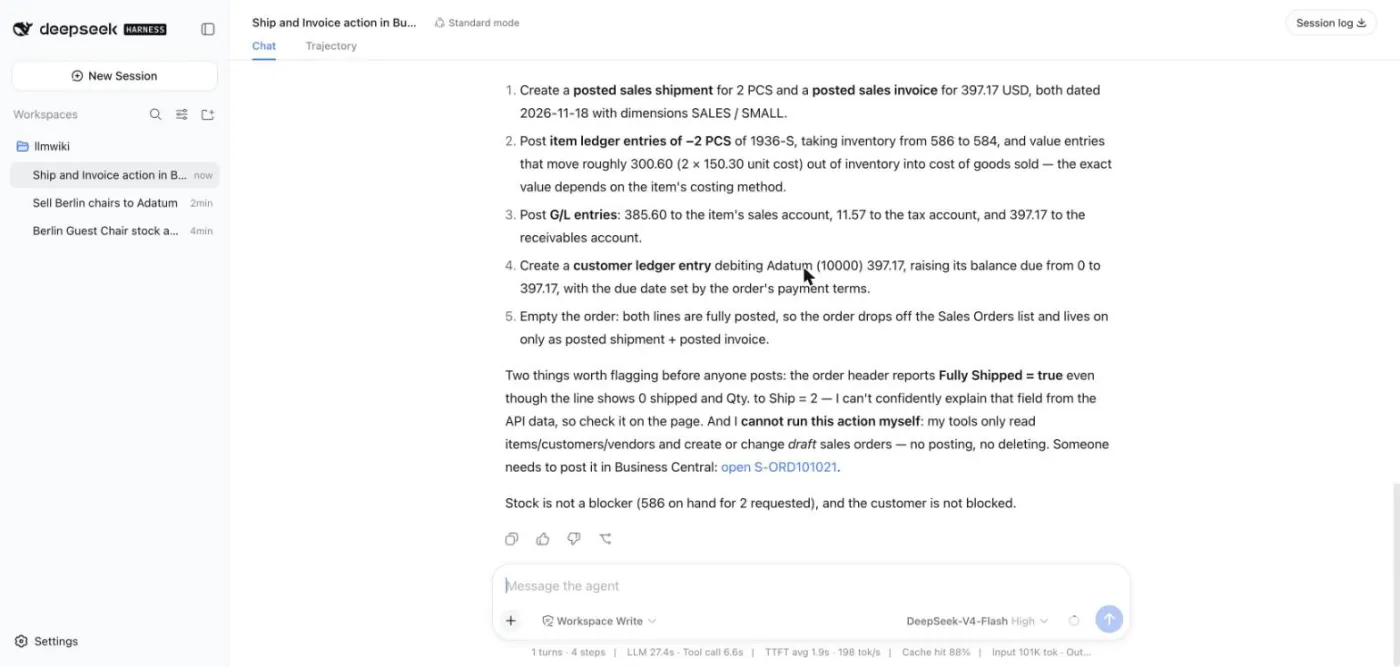 deepseek HARNESS
New Session
Workspaces
llmwiki
Ship and Invoice action in B... now
Sell Berlin chairs to Adatum 2min
Berlin Guest Chair stock a... 4min
Settings
Ship and Invoice action in Bu... Standard mode
Session log
Chat Trajectory
1. Create a posted sales shipment for 2 PCS and a posted sales invoice for 397.17 USD, both dated
2026-11-18 with dimensions SALES / SMALL.
2. Post item ledger entries of −2 PCS of 1936-S, taking inventory from 586 to 584, and value entries
that move roughly 300.60 (2 × 150.30 unit cost) out of inventory into cost of goods sold — the exact
value depends on the item's costing method.
3. Post G/L entries: 385.60 to the item's sales account, 11.57 to the tax account, and 397.17 to the
receivables account.
4. Create a customer ledger entry debiting Adatum (10000) 397.17, raising its balance due from 0 to
397.17, with the due date set by the order's payment terms.
5. Empty the order: both lines are fully posted, so the order drops off the Sales Orders list and lives on
only as posted shipment + posted invoice.
Two things worth flagging before anyone posts: the order header reports Fully Shipped = true even
though the line shows 0 shipped and Qty. to Ship = 2 — I can't confidently explain that field from the
API data, so check it on the page. And I cannot run this action myself: my tools only read
items/customers/vendors and create or change draft sales orders — no posting, no deleting. Someone
needs to post it in Business Central: open S-ORD101021.
Stock is not a blocker (586 on hand for 2 requested), and the customer is not blocked.
Message the agent
Workspace Write
DeepSeek-V4-Flash High
1 turns · 4 steps | LLM 27.4s · Tool call 6.6s | TTFT avg 1.9s · 198 tok/s | Cache hit 88% | Input 101K tok · Out...